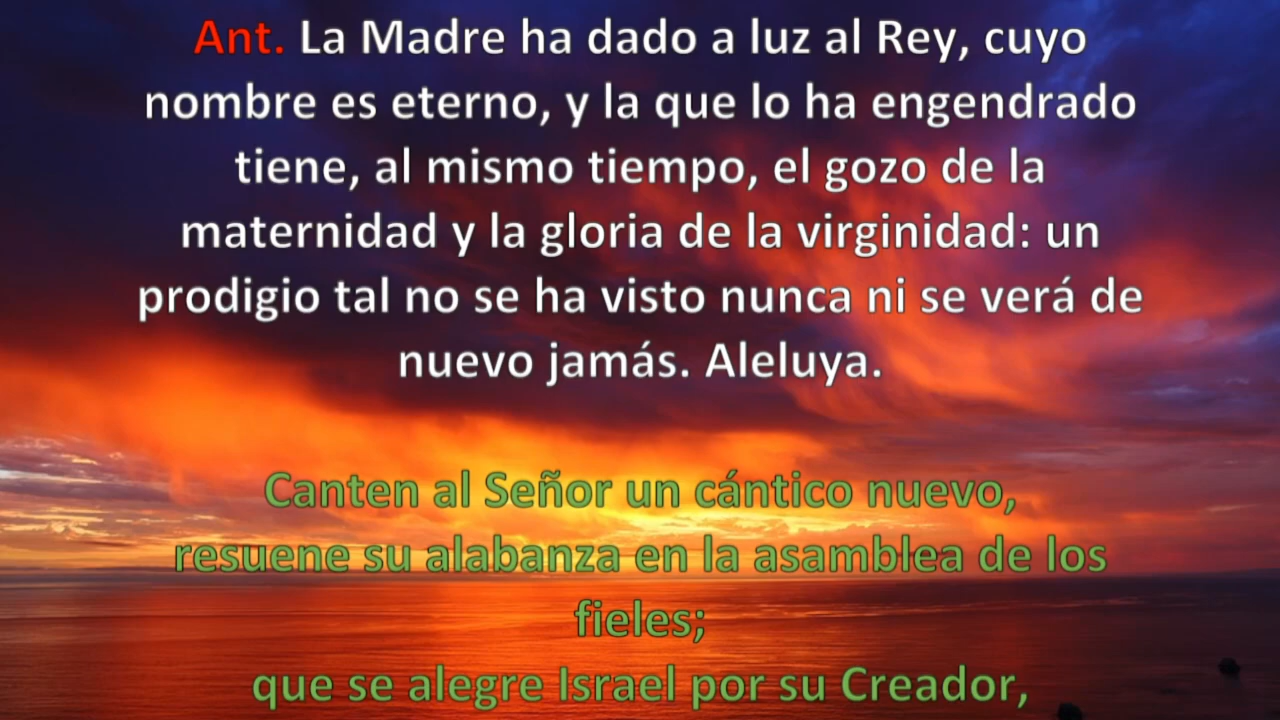 Ant. La Madre ha dado a luz al Rey, cuyo
nombre es eterno, y la que lo ha engendrado
tiene, al mismo tiempo, el gozo de la
maternidad y la gloria de la virginidad: un
prodigio tal no se ha visto nunca ni se verá de
nuevo jamás. Aleluya.
Canten al Señor un cántico nuevo,
resuene su alabanza en la asamblea de los
fieles;
que se alegre Israel por su Creador,